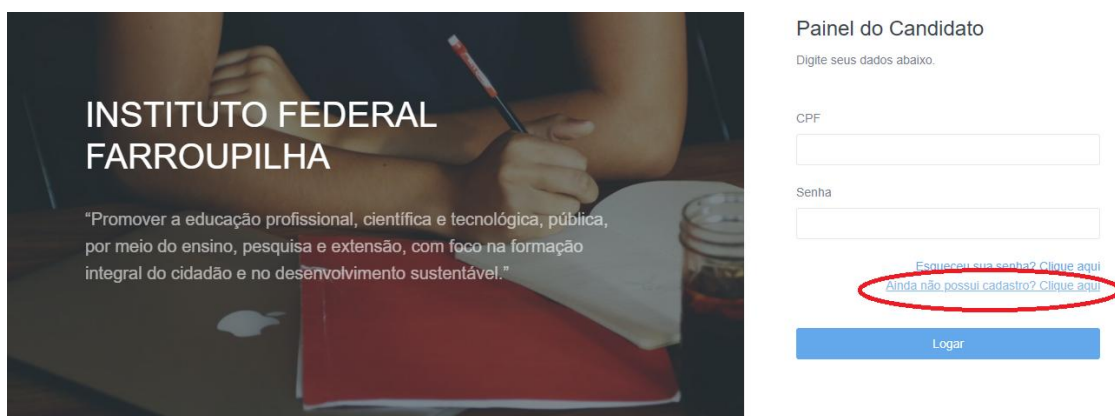 INSTITUTO FEDERAL
FARROUPILHA
“Promover a educação profissional, científica e tecnológica, pública,
por meio do ensino, pesquisa e extensão, com foco na formação
integral do cidadão e no desenvolvimento sustentável.”
Painel do Candidato
Digite seus dados abaixo.
CPF
Senha
Esqueceu sua senha? Clique aqui
Ainda não possui cadastro? Clique aqui
Logar